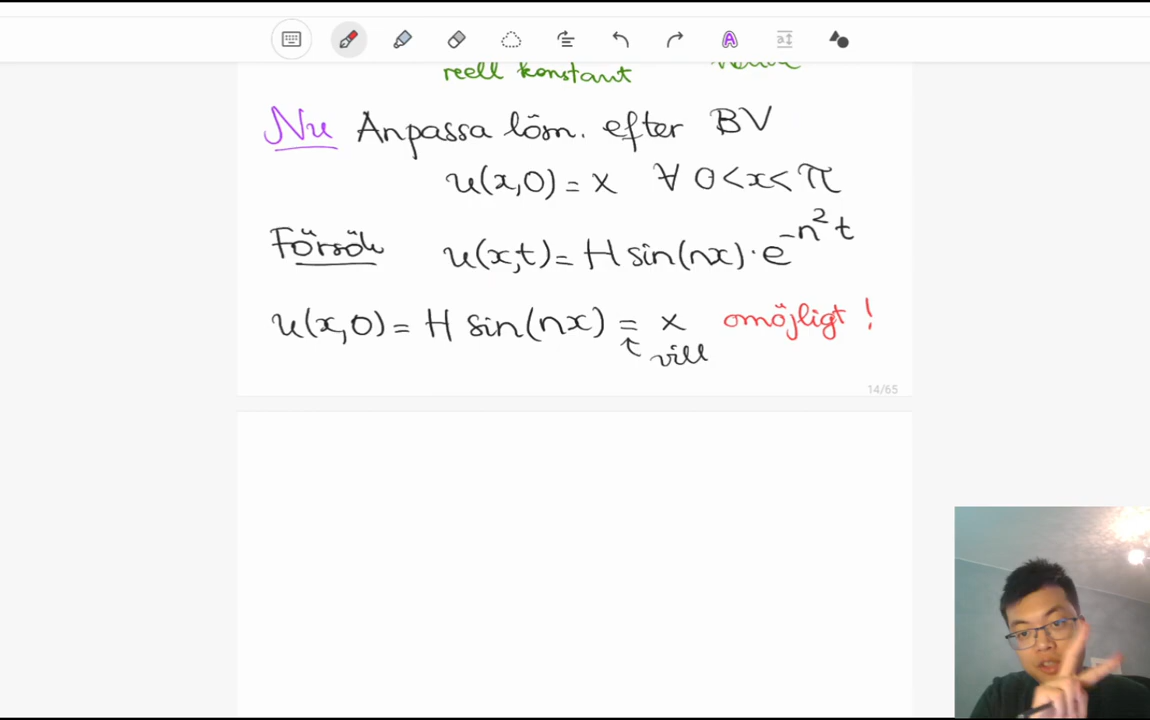 reell konstant
Nu Anpassa lösn. efter BV
u(x,0) = x ∀ 0<x<π
Försök u(x,t) = H sin(nx) · e^{-n^2 t}
u(x,0) = H sin(nx) = x omöjligt!
↑ vill
14/65